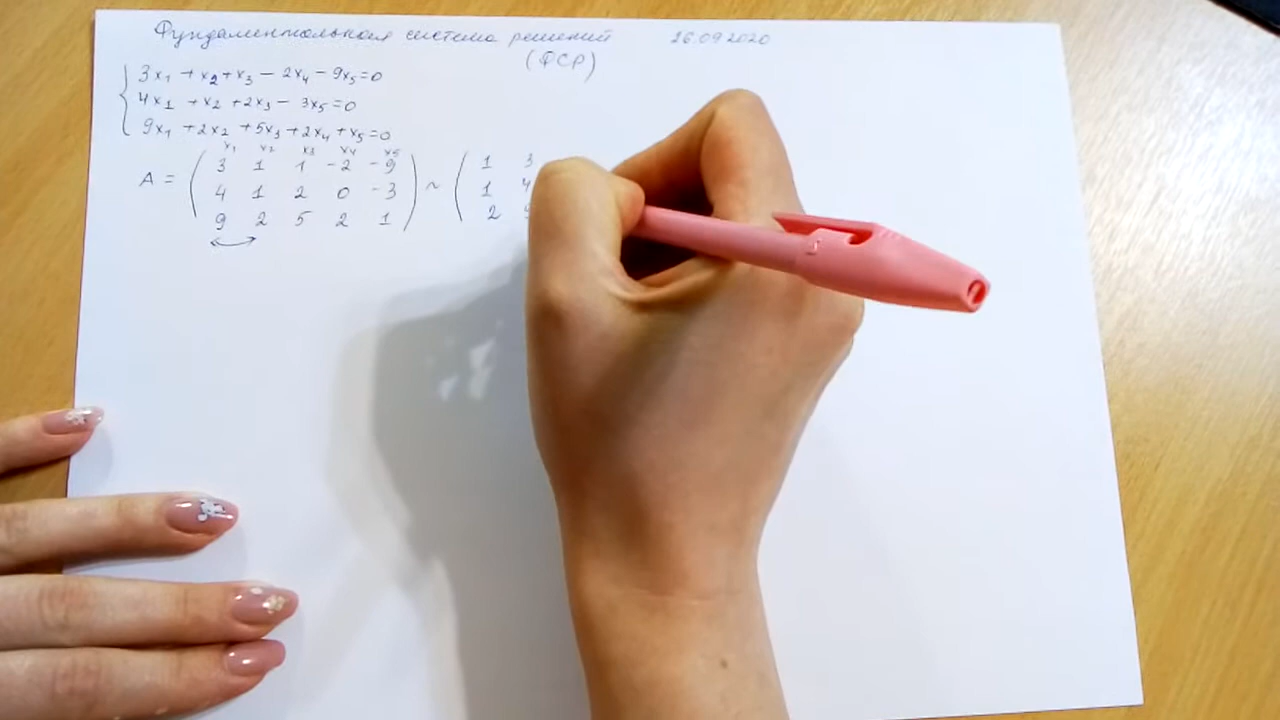 Фундаментальная система решений 26.09.2020
(ФСР)
3x₁ + x₂ + x₃ - 2x₄ - 9x₅ = 0
4x₁ + x₂ + 2x₃ - 3x₅ = 0
9x₁ + 2x₂ + 5x₃ + 2x₄ + x₅ = 0
x₁ x₂ x₃ x₄ x₅
3 1 1 -2 -9 1 3
A = 4 1 2 0 -3 ~ 1 4
9 2 5 2 1 2